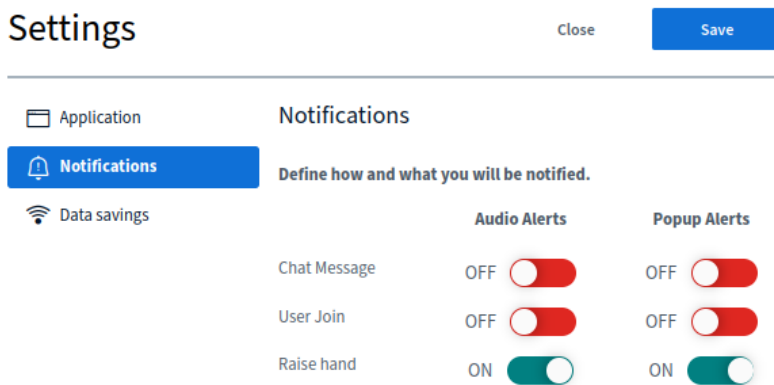 Settings
Close
Save
Application
Notifications
Data savings
Notifications
Define how and what you will be notified.
Audio Alerts Popup Alerts
Chat Message OFF OFF
User Join OFF OFF
Raise hand ON ON